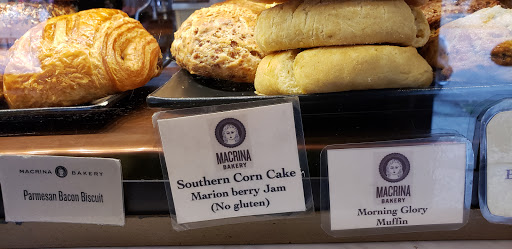 MACRINA BAKERY
Parmesan Bacon Biscuit
MACRINA
BAKERY
Southern Corn Cake
Marion berry Jam
(No gluten)
MACRINA
BAKERY
Morning Glory
Muffin